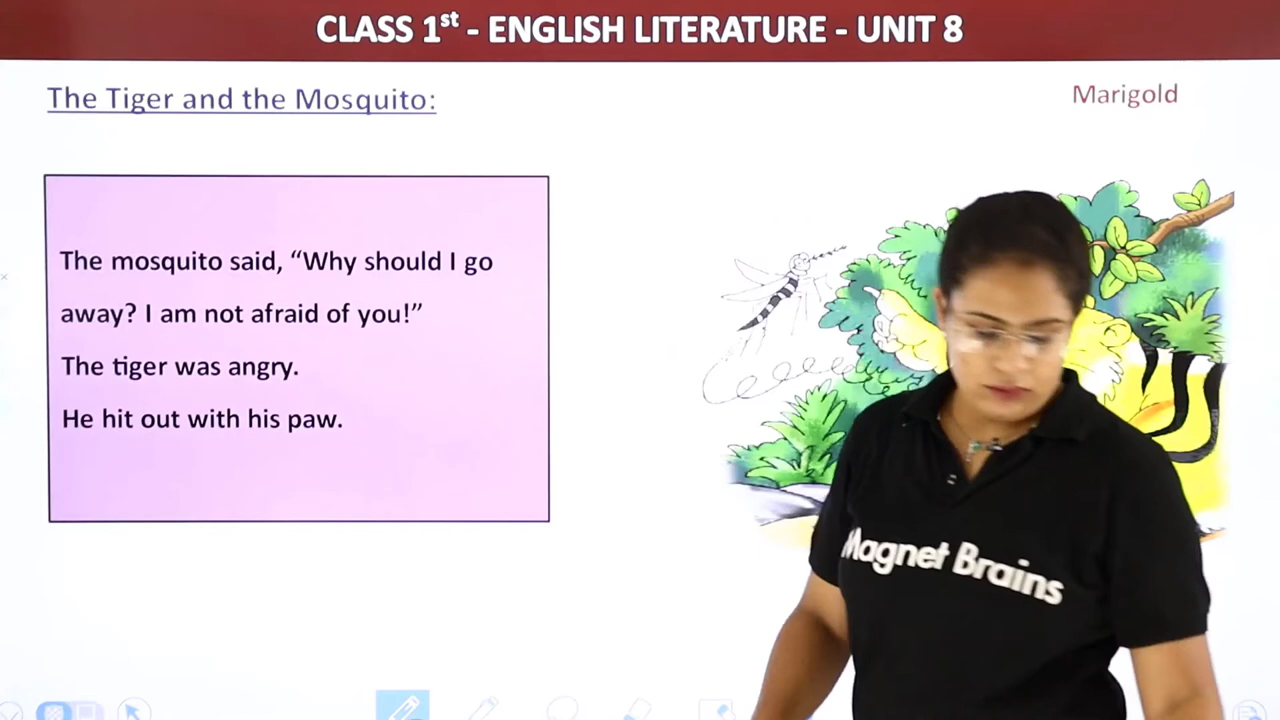 CLASS 1st - ENGLISH LITERATURE - UNIT 8
The Tiger and the Mosquito:
Marigold
The mosquito said, “Why should I go
away? I am not afraid of you!”
The tiger was angry.
He hit out with his paw.
Magnet Brains